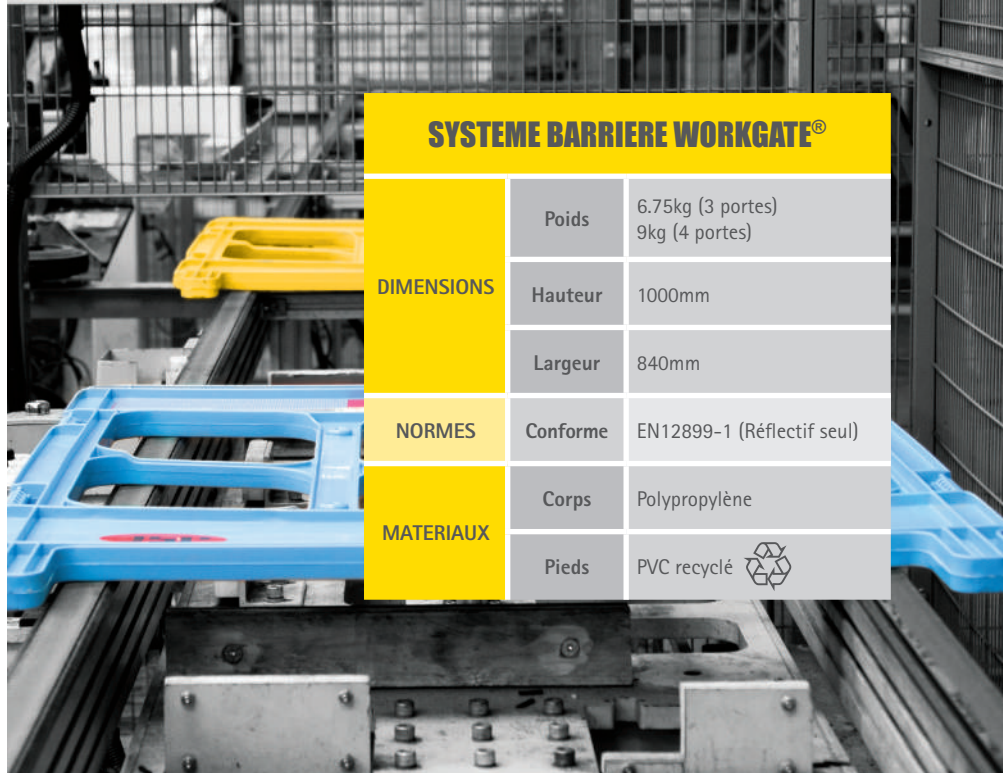 SYSTEME BARRIERE WORKGATE®
DIMENSIONS
Poids
6.75kg (3 portes)
9kg (4 portes)
Hauteur
1000mm
Largeur
840mm
NORMES
Conforme
EN12899-1 (Réflectif seul)
MATERIAUX
Corps
Polypropylène
Pieds
PVC recyclé